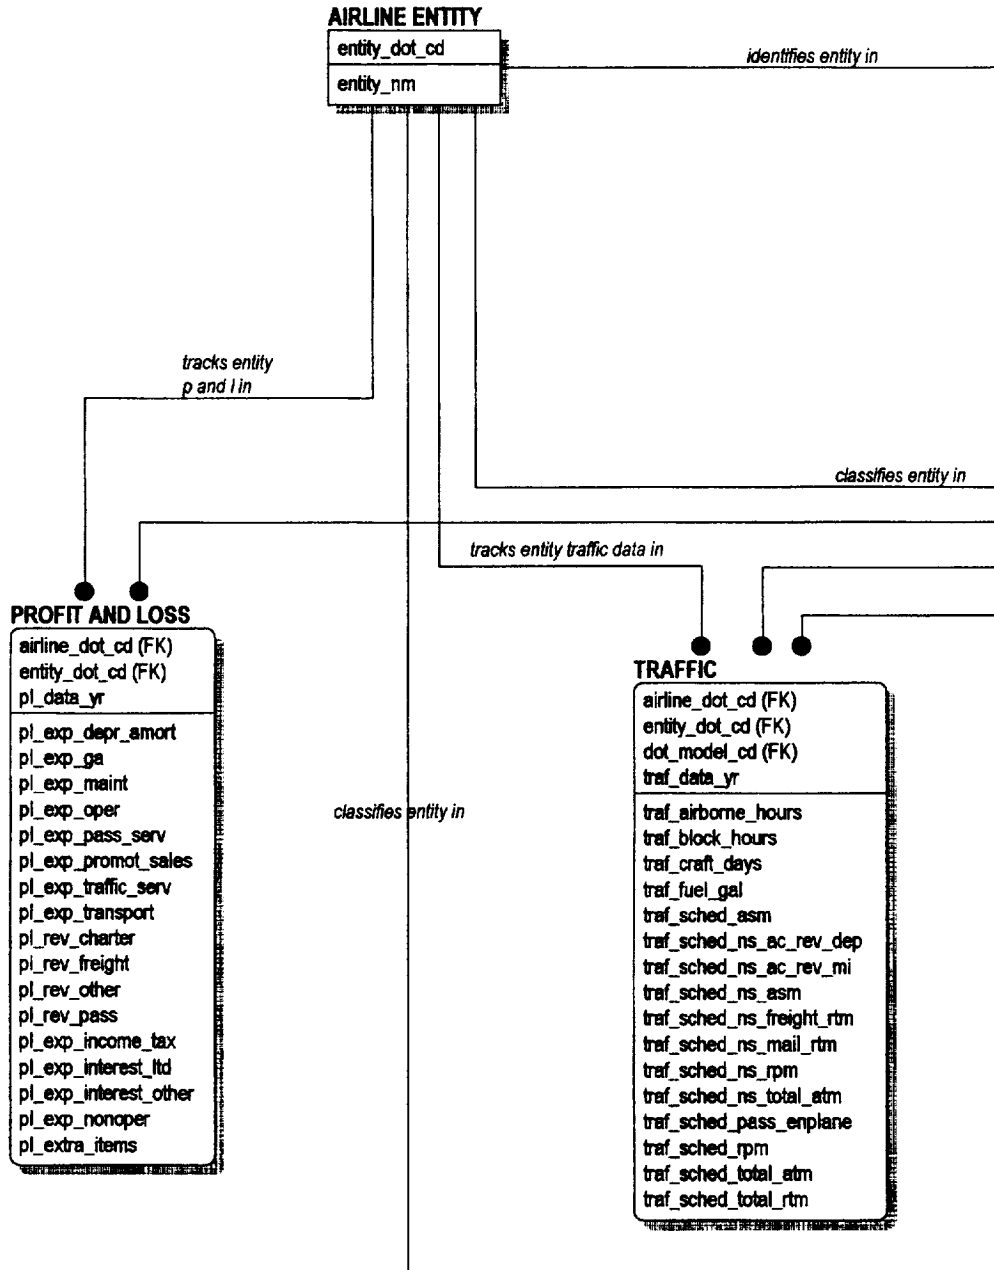 AIRLINE ENTITY
entity_dot_cd
entity_nm
identifies entity in
tracks entity
p and l in
classifies entity in
tracks entity traffic data in
classifies entity in
PROFIT AND LOSS
airline_dot_cd (FK)
entity_dot_cd (FK)
pl_data_yr
pl_exp_depr_amort
pl_exp_ga
pl_exp_maint
pl_exp_oper
pl_exp_pass_serv
pl_exp_promot_sales
pl_exp_traffic_serv
pl_exp_transport
pl_rev_charter
pl_rev_freight
pl_rev_other
pl_rev_pass
pl_exp_income_tax
pl_exp_interest_ltd
pl_exp_interest_other
pl_exp_nonoper
pl_extra_items
TRAFFIC
airline_dot_cd (FK)
entity_dot_cd (FK)
dot_model_cd (FK)
traf_data_yr
traf_airborne_hours
traf_block_hours
traf_craft_days
traf_fuel_gal
traf_sched_asm
traf_sched_ns_ac_rev_dep
traf_sched_ns_ac_rev_mi
traf_sched_ns_asm
traf_sched_ns_freight_rtm
traf_sched_ns_mail_rtm
traf_sched_ns_rpm
traf_sched_ns_total_atm
traf_sched_pass_enplane
traf_sched_rpm
traf_sched_total_atm
traf_sched_total_rtm